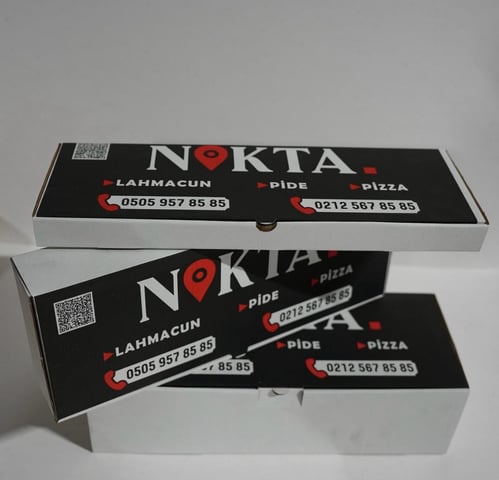 NOKTA.
LAHMACUN PİDE PİZZA
0505 957 85 85 0212 567 85 85
NOKTA.
LAHMACUN PİDE PİZZA
0505 957 85 85 0212 567 85 85
TA.
PİDE PİZZA
85 85 0212 567 85 85